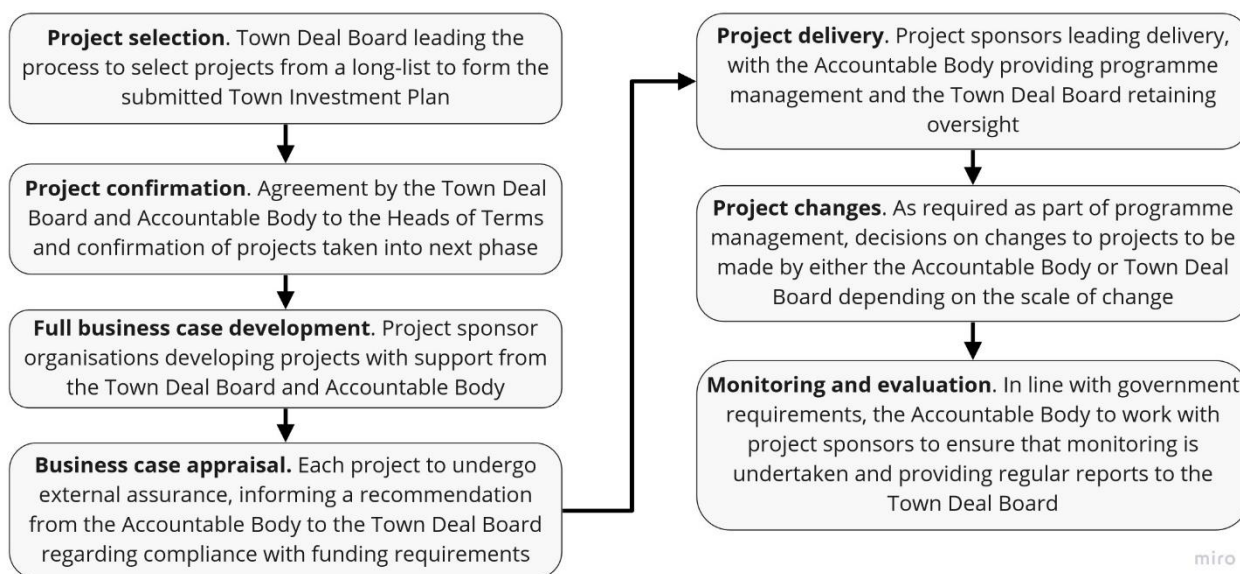 Project selection. Town Deal Board leading the
process to select projects from a long-list to form the
submitted Town Investment Plan
Project confirmation. Agreement by the Town Deal
Board and Accountable Body to the Heads of Terms
and confirmation of projects taken into next phase
Full business case development. Project sponsor
organisations developing projects with support from
the Town Deal Board and Accountable Body
Business case appraisal. Each project to undergo
external assurance, informing a recommendation
from the Accountable Body to the Town Deal Board
regarding compliance with funding requirements
Project delivery. Project sponsors leading delivery,
with the Accountable Body providing programme
management and the Town Deal Board retaining
oversight
Project changes. As required as part of programme
management, decisions on changes to projects to be
made by either the Accountable Body or Town Deal
Board depending on the scale of change
Monitoring and evaluation. In line with government
requirements, the Accountable Body to work with
project sponsors to ensure that monitoring is
undertaken and providing regular reports to the
Town Deal Board
miro